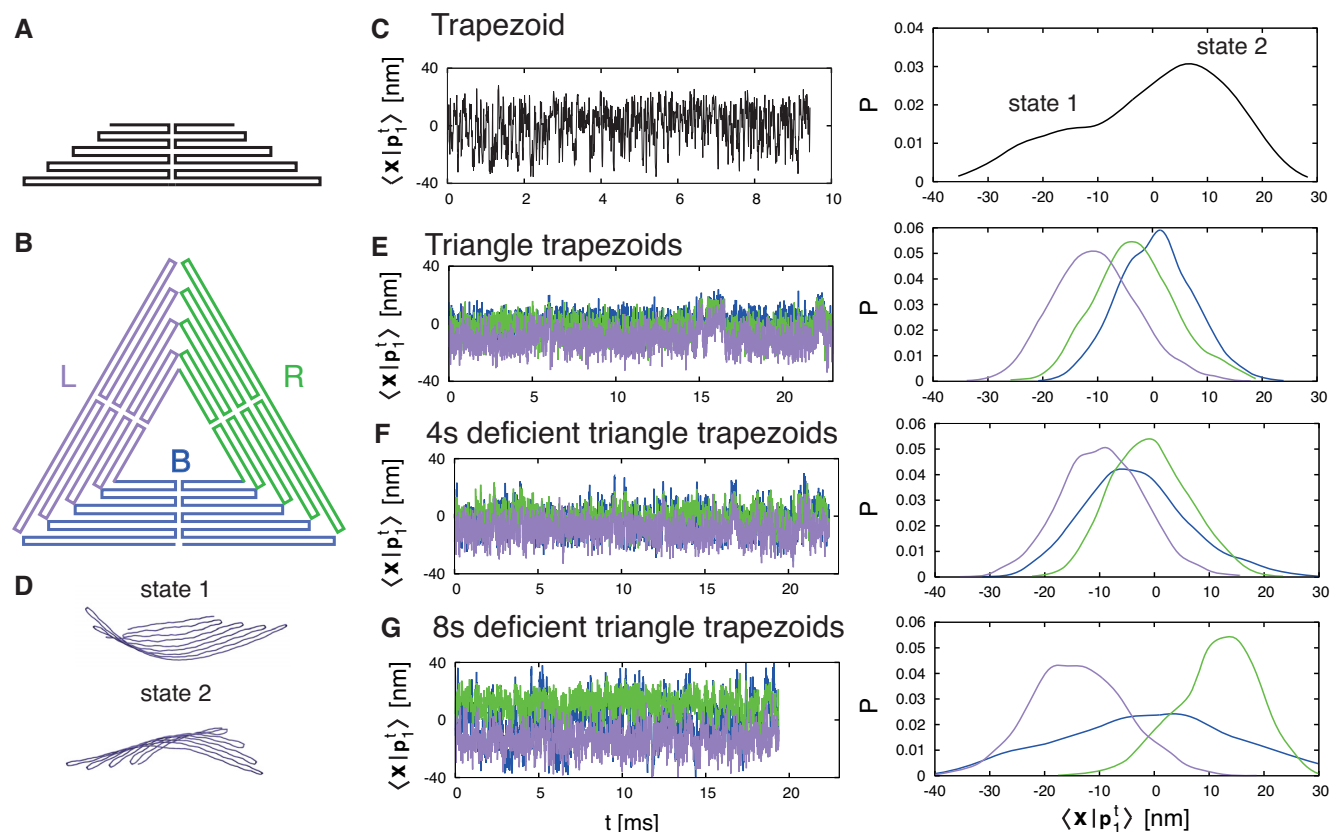 A
B
L
R
B
D
state 1
state 2
C Trapezoid
⟨x|p₁ᵗ⟩ [nm]
40
0
-40
0 2 4 6 8 10
P
0.04
0.03
0.02
0.01
0
state 1
state 2
-40 -30 -20 -10 0 10 20 30
E Triangle trapezoids
⟨x|p₁ᵗ⟩ [nm]
40
0
-40
0 5 10 15 20
P
0.06
0.05
0.04
0.03
0.02
0.01
0
-40 -30 -20 -10 0 10 20 30
F 4s deficient triangle trapezoids
⟨x|p₁ᵗ⟩ [nm]
40
0
-40
0 5 10 15 20
P
0.06
0.05
0.04
0.03
0.02
0.01
0
-40 -30 -20 -10 0 10 20 30
G 8s deficient triangle trapezoids
⟨x|p₁ᵗ⟩ [nm]
40
0
-40
0 5 10 15 20
t [ms]
P
0.06
0.05
0.04
0.03
0.02
0.01
0
-40 -30 -20 -10 0 10 20 30
⟨x|p₁ᵗ⟩ [nm]